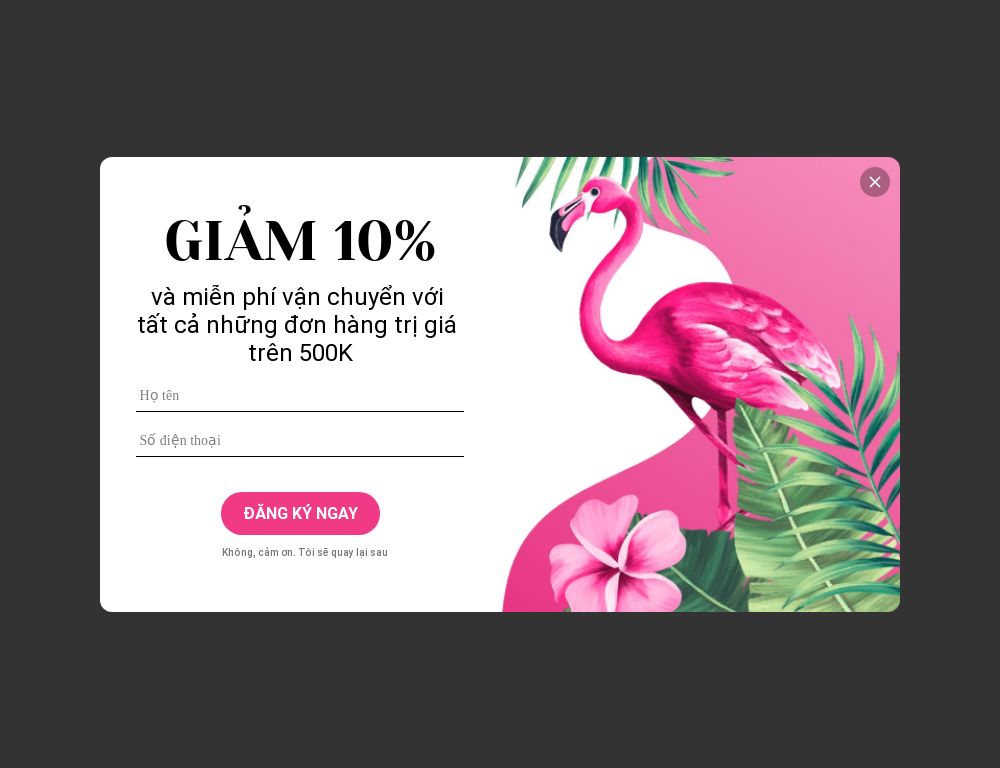 GIẢM 10%
và miễn phí vận chuyển với
tất cả những đơn hàng trị giá
trên 500K
Họ tên
Số điện thoại
ĐĂNG KÝ NGAY
Không, cảm ơn. Tôi sẽ quay lại sau